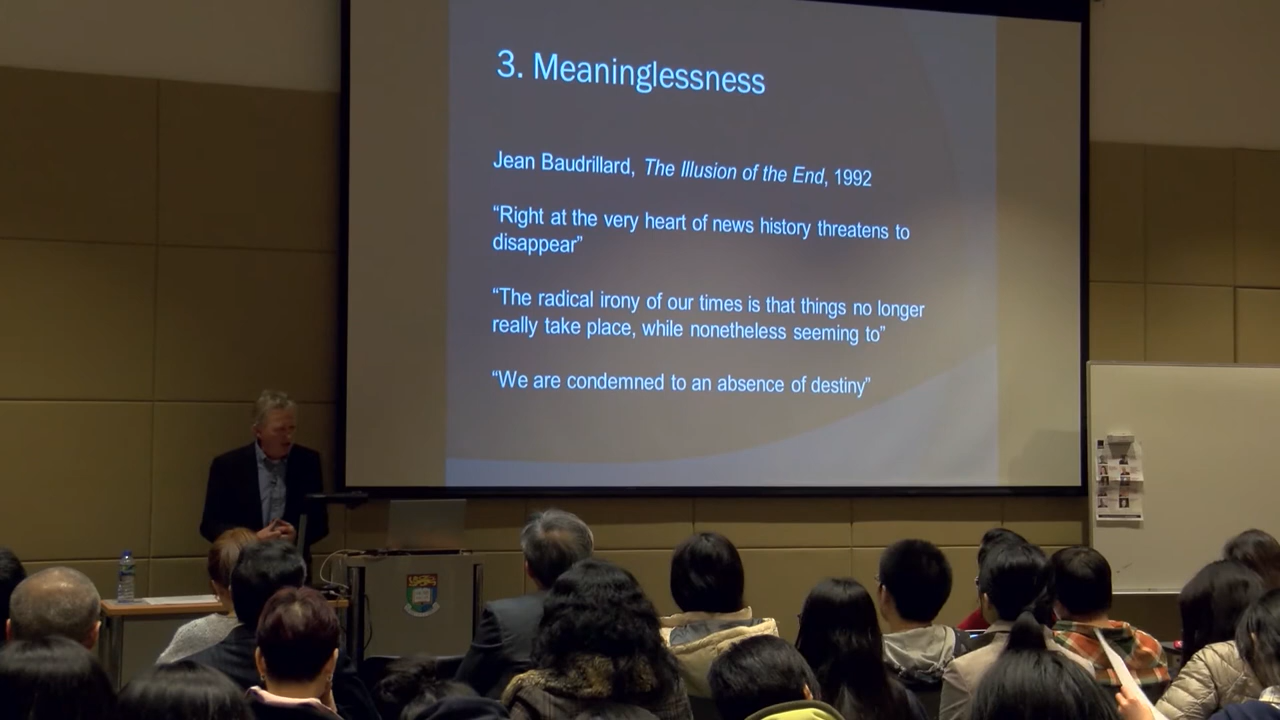 3. Meaninglessness
Jean Baudrillard, The Illusion of the End, 1992
“Right at the very heart of news history threatens to
disappear”
“The radical irony of our times is that things no longer
really take place, while nonetheless seeming to”
“We are condemned to an absence of destiny”